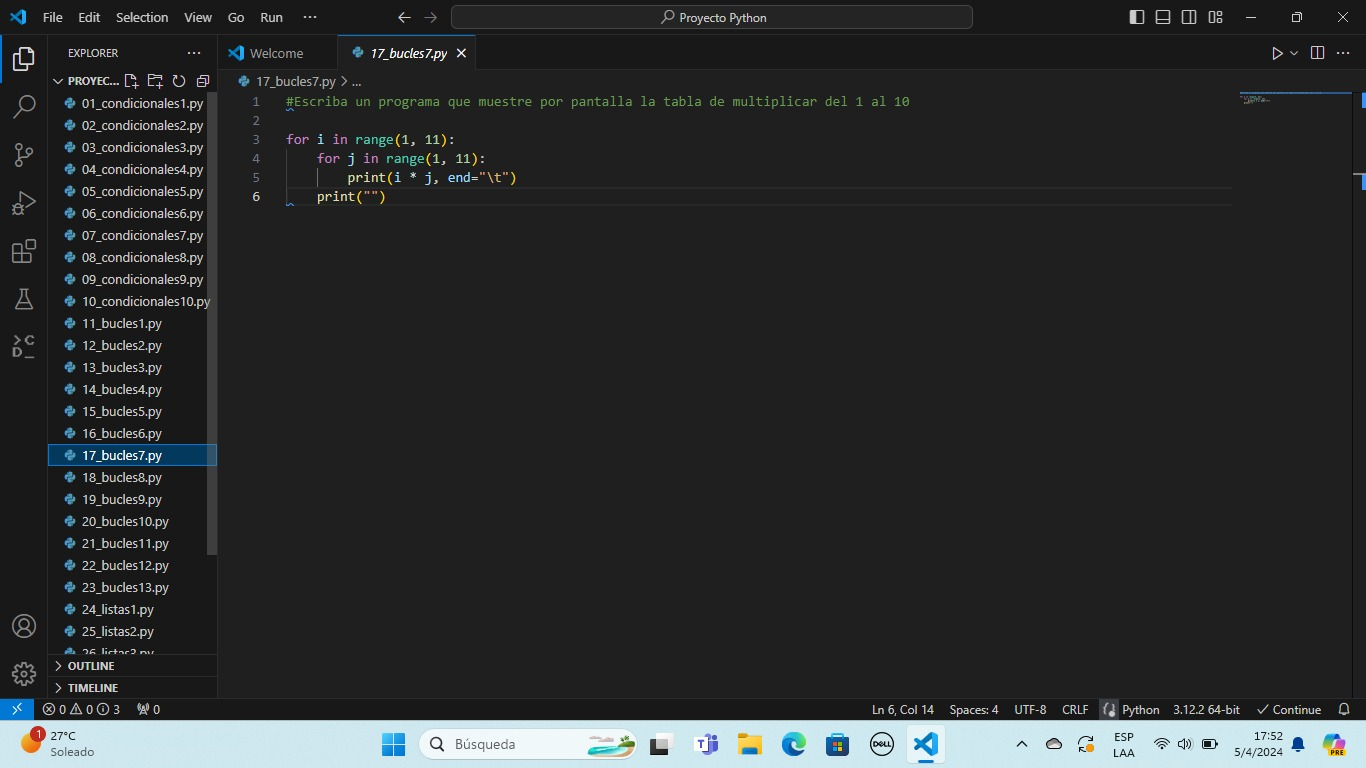 File Edit Selection View Go Run ···
Proyecto Python
EXPLORER ···
Welcome
17_bucles7.py
PROYEC...
17_bucles7.py > ...
01_condicionales1.py
02_condicionales2.py
03_condicionales3.py
04_condicionales4.py
05_condicionales5.py
06_condicionales6.py
07_condicionales7.py
08_condicionales8.py
09_condicionales9.py
10_condicionales10.py
11_bucles1.py
12_bucles2.py
13_bucles3.py
14_bucles4.py
15_bucles5.py
16_bucles6.py
17_bucles7.py
18_bucles8.py
19_bucles9.py
20_bucles10.py
21_bucles11.py
22_bucles12.py
23_bucles13.py
24_listas1.py
25_listas2.py
26_listas3.py
OUTLINE
TIMELINE
1 #Escriba un programa que muestre por pantalla la tabla de multiplicar del 1 al 10
2
3 for i in range(1, 11):
4     for j in range(1, 11):
5         print(i * j, end="\t")
6     print("")
0 0 3 0
Ln 6, Col 14 Spaces: 4 UTF-8 CRLF Python 3.12.2 64-bit Continue
1
27°C
Soleado
Búsqueda
DELL
ESP
LAA
17:52
5/4/2024
PRE